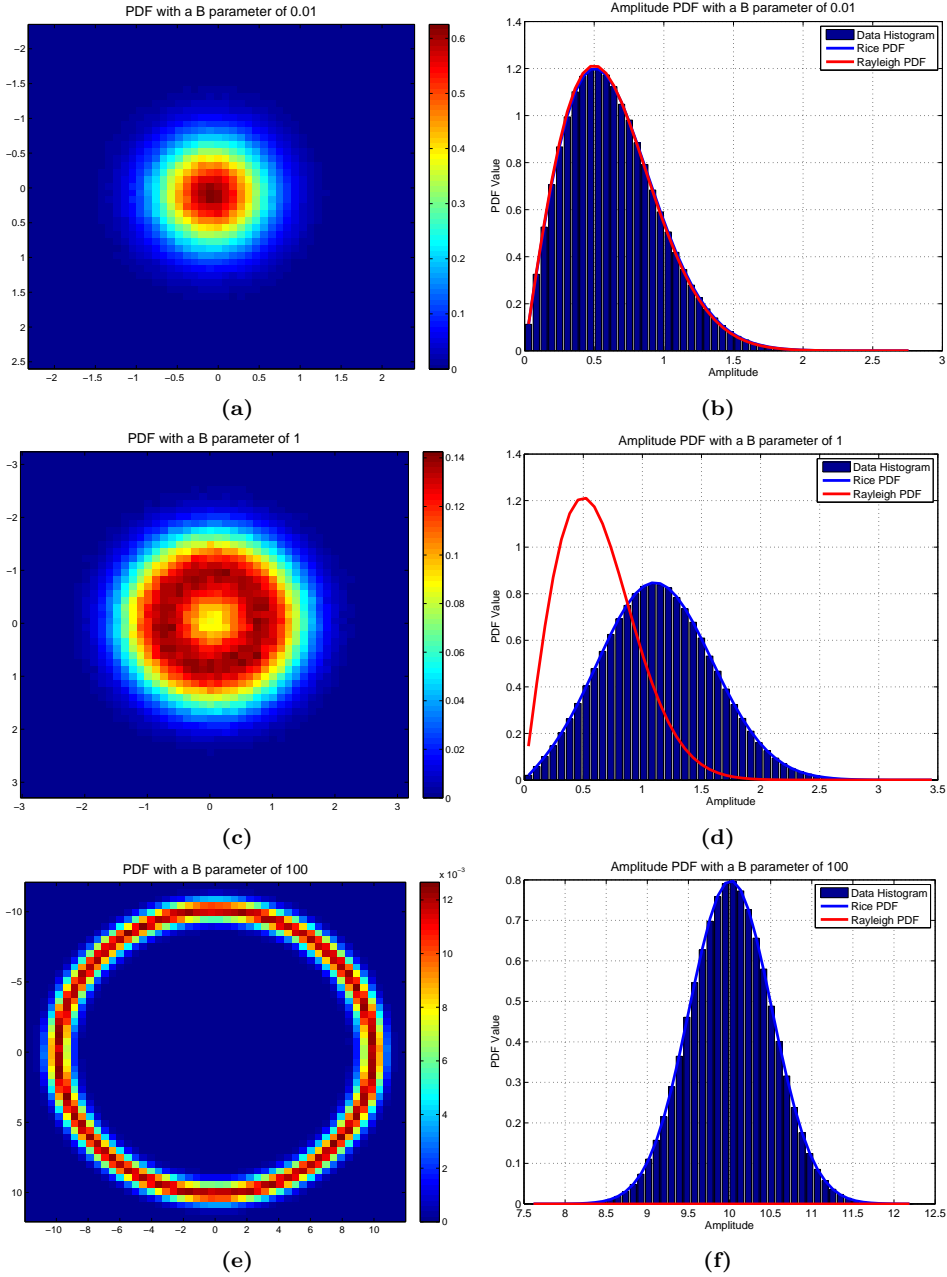 PDF with a B parameter of 0.01
−2
−1.5
−1
−0.5
0
0.5
1
1.5
2
2.5
−2 −1.5 −1 −0.5 0 0.5 1 1.5 2
0.6
0.5
0.4
0.3
0.2
0.1
0
(a)
Amplitude PDF with a B parameter of 0.01
Data Histogram
Rice PDF
Rayleigh PDF
PDF Value
1.4
1.2
1
0.8
0.6
0.4
0.2
0
0 0.5 1 1.5 2 2.5 3
Amplitude
(b)
PDF with a B parameter of 1
−3
−2
−1
0
1
2
3
−3 −2 −1 0 1 2 3
0.14
0.12
0.1
0.08
0.06
0.04
0.02
0
(c)
Amplitude PDF with a B parameter of 1
Data Histogram
Rice PDF
Rayleigh PDF
PDF Value
1.4
1.2
1
0.8
0.6
0.4
0.2
0
0 0.5 1 1.5 2 2.5 3 3.5
Amplitude
(d)
PDF with a B parameter of 100
x 10⁻³
−10
−5
0
5
10
−10 −8 −6 −4 −2 0 2 4 6 8 10
12
10
8
6
4
2
0
(e)
Amplitude PDF with a B parameter of 100
Data Histogram
Rice PDF
Rayleigh PDF
PDF Value
0.8
0.7
0.6
0.5
0.4
0.3
0.2
0.1
0
7.5 8 8.5 9 9.5 10 10.5 11 11.5 12 12.5
Amplitude
(f)